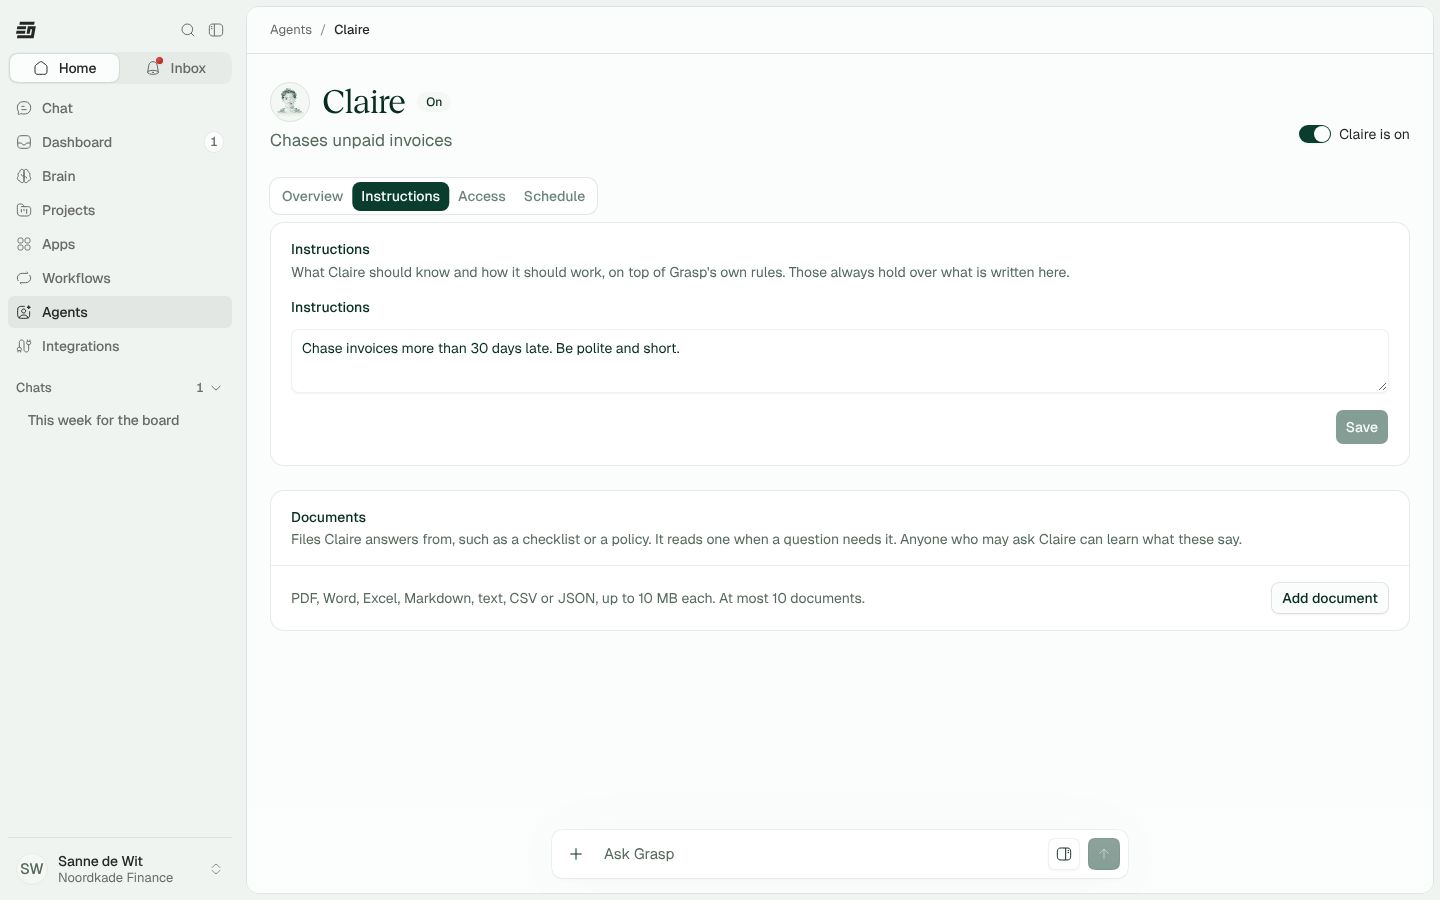 Agents / Claire
Home
Inbox
Chat
Dashboard
1
Brain
Projects
Apps
Workflows
Agents
Integrations
Chats
1
This week for the board
SW
Sanne de Wit
Noordkade Finance
Claire
On
Chases unpaid invoices
Claire is on
Overview
Instructions
Access
Schedule
Instructions
What Claire should know and how it should work, on top of Grasp's own rules. Those always hold over what is written here.
Instructions
Chase invoices more than 30 days late. Be polite and short.
Save
Documents
Files Claire answers from, such as a checklist or a policy. It reads one when a question needs it. Anyone who may ask Claire can learn what these say.
PDF, Word, Excel, Markdown, text, CSV or JSON, up to 10 MB each. At most 10 documents.
Add document
Ask Grasp